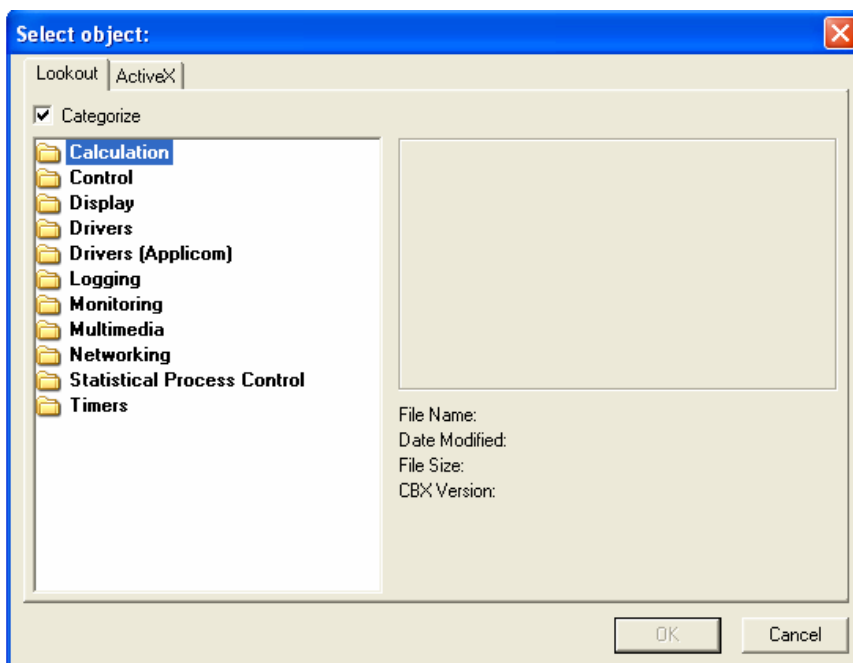 Select object:
Lookout
ActiveX
Categorize
Calculation
Control
Display
Drivers
Drivers (Applicom)
Logging
Monitoring
Multimedia
Networking
Statistical Process Control
Timers
File Name:
Date Modified:
File Size:
CBX Version:
OK
Cancel